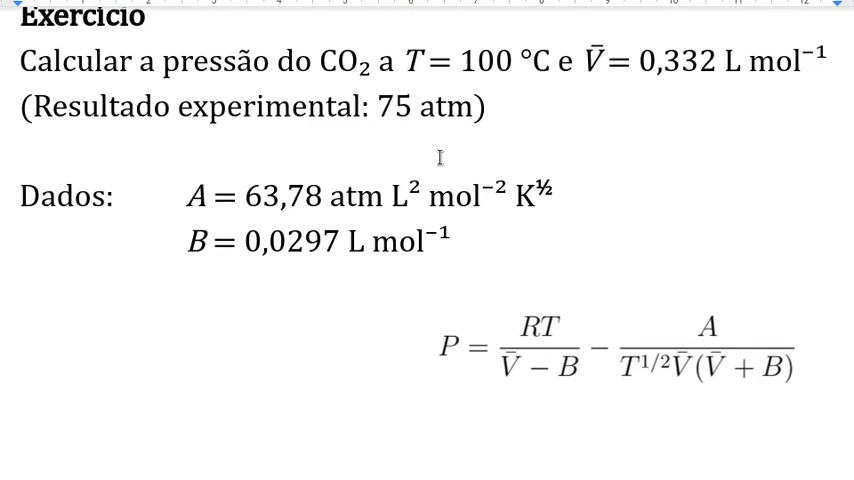 Exercício
Calcular a pressão do CO₂ a T = 100 °C e V̄ = 0,332 L mol⁻¹
(Resultado experimental: 75 atm)
Dados: A = 63,78 atm L² mol⁻² K^½
B = 0,0297 L mol⁻¹
P = RT / (V̄ − B) − A / (T^1/2 V̄(V̄ + B))